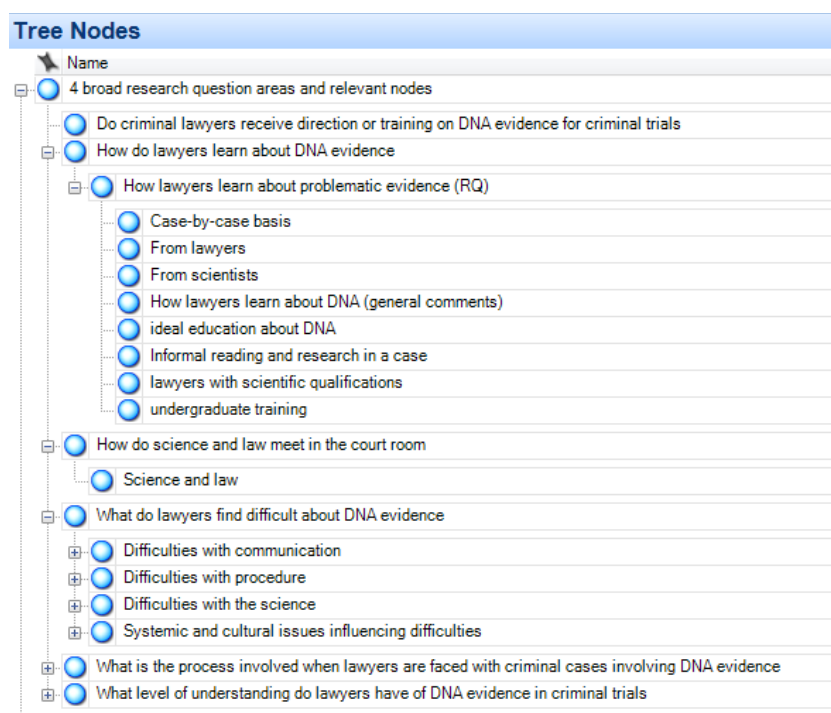 Tree Nodes
Name
4 broad research question areas and relevant nodes
Do criminal lawyers receive direction or training on DNA evidence for criminal trials
How do lawyers learn about DNA evidence
How lawyers learn about problematic evidence (RQ)
Case-by-case basis
From lawyers
From scientists
How lawyers learn about DNA (general comments)
ideal education about DNA
Informal reading and research in a case
lawyers with scientific qualifications
undergraduate training
How do science and law meet in the court room
Science and law
What do lawyers find difficult about DNA evidence
Difficulties with communication
Difficulties with procedure
Difficulties with the science
Systemic and cultural issues influencing difficulties
What is the process involved when lawyers are faced with criminal cases involving DNA evidence
What level of understanding do lawyers have of DNA evidence in criminal trials